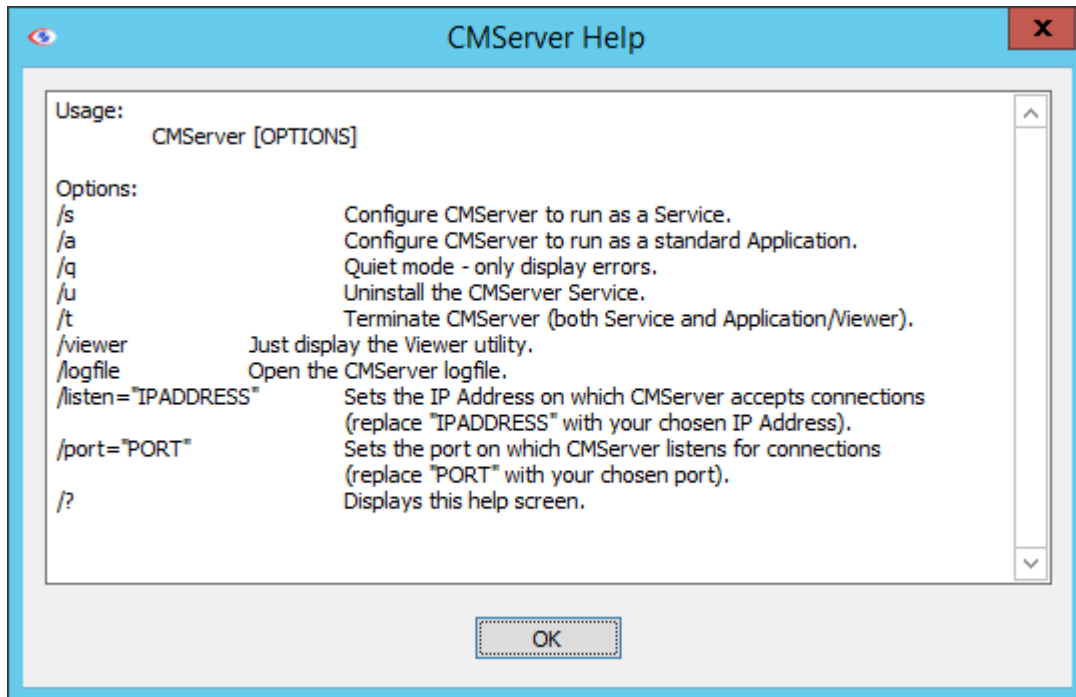 CMServer Help
x
Usage:
CMServer [OPTIONS]
Options:
/s Configure CMServer to run as a Service.
/a Configure CMServer to run as a standard Application.
/q Quiet mode - only display errors.
/u Uninstall the CMServer Service.
/t Terminate CMServer (both Service and Application/Viewer).
/viewer Just display the Viewer utility.
/logfile Open the CMServer logfile.
/listen="IPADDRESS" Sets the IP Address on which CMServer accepts connections
(replace "IPADDRESS" with your chosen IP Address).
/port="PORT" Sets the port on which CMServer listens for connections
(replace "PORT" with your chosen port).
/? Displays this help screen.
OK